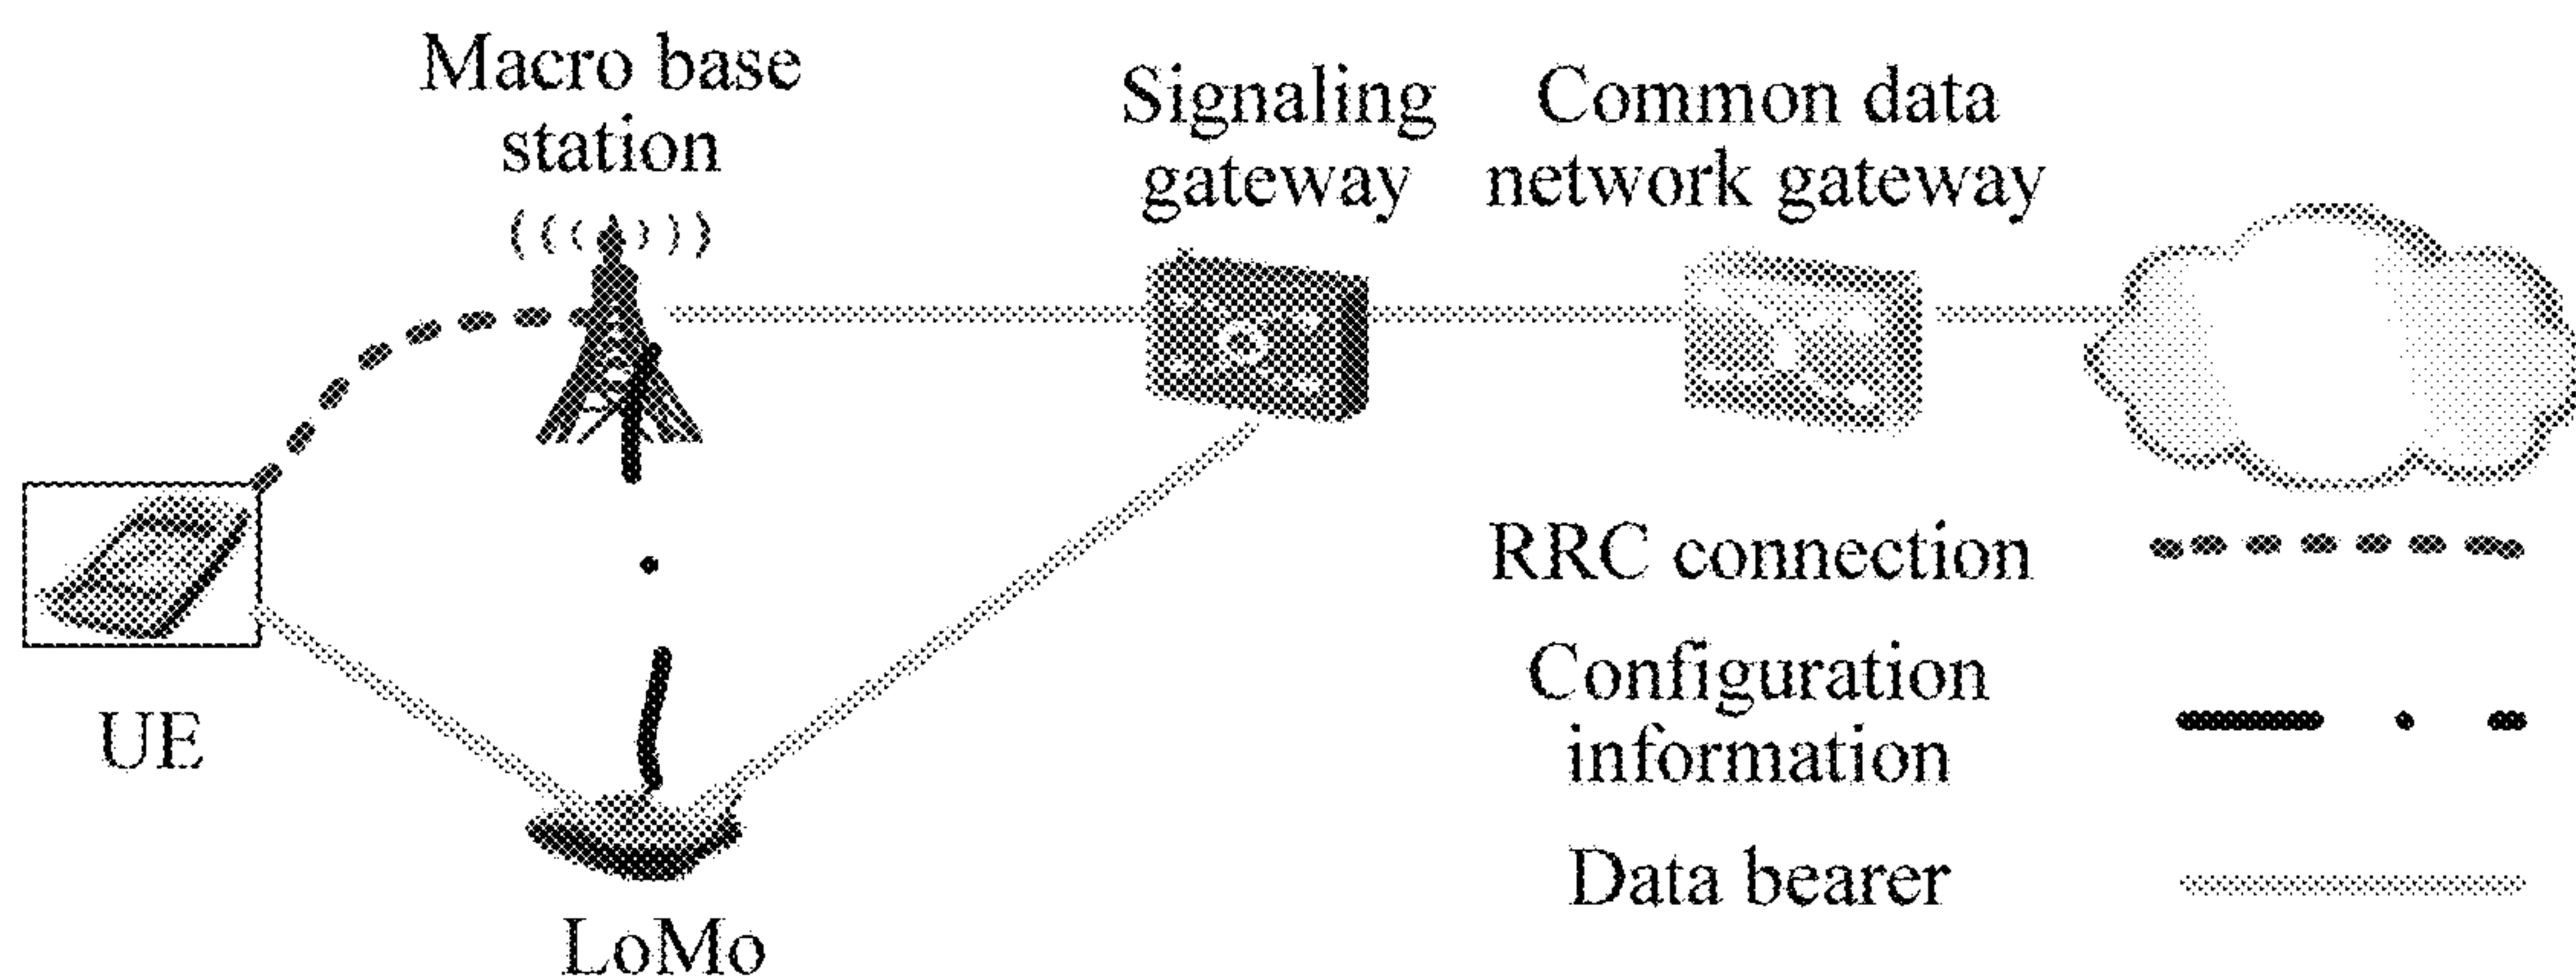 Macro base
station
Signaling
gateway
Common data
network gateway
UE
LoMo
RRC connection
Configuration
information
Data bearer